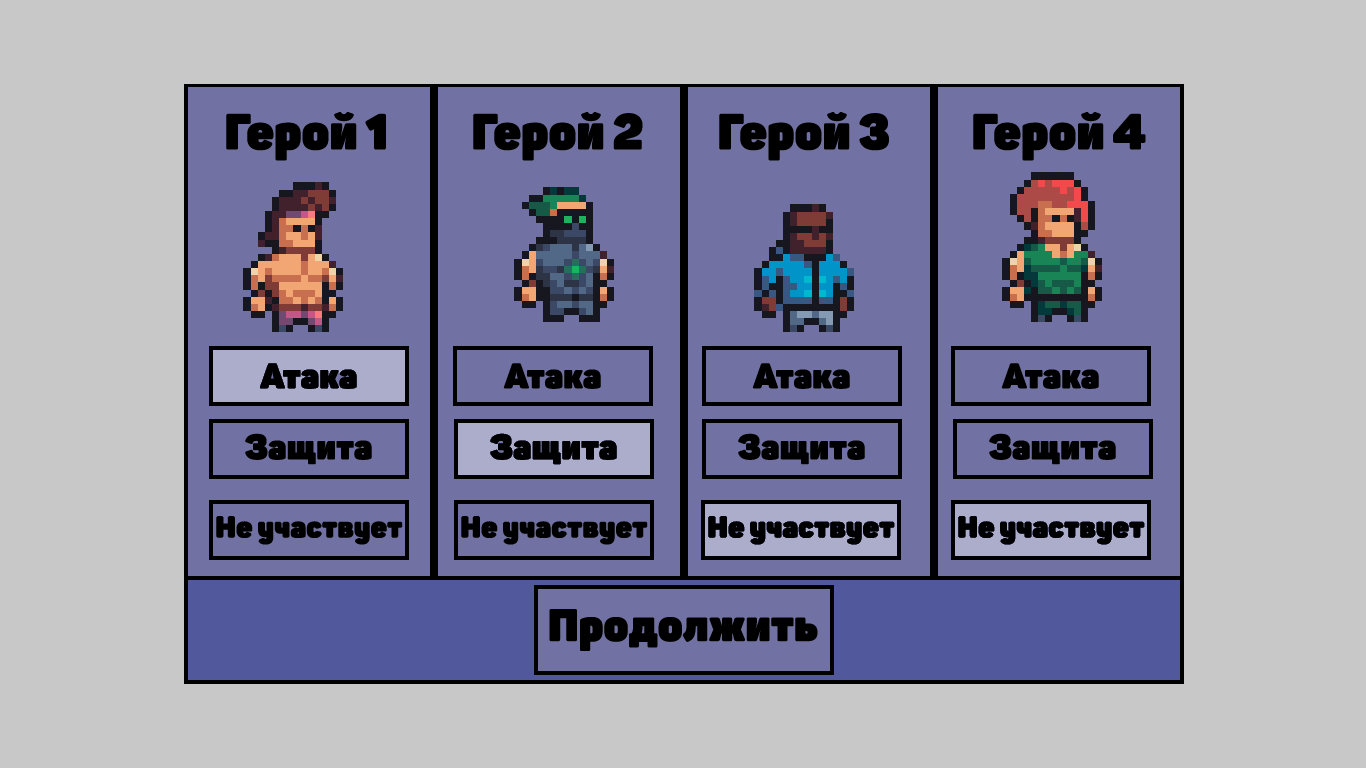 Герой 1
Герой 2
Герой 3
Герой 4
Атака
Атака
Атака
Атака
Защита
Защита
Защита
Защита
Не участвует
Не участвует
Не участвует
Не участвует
Продолжить